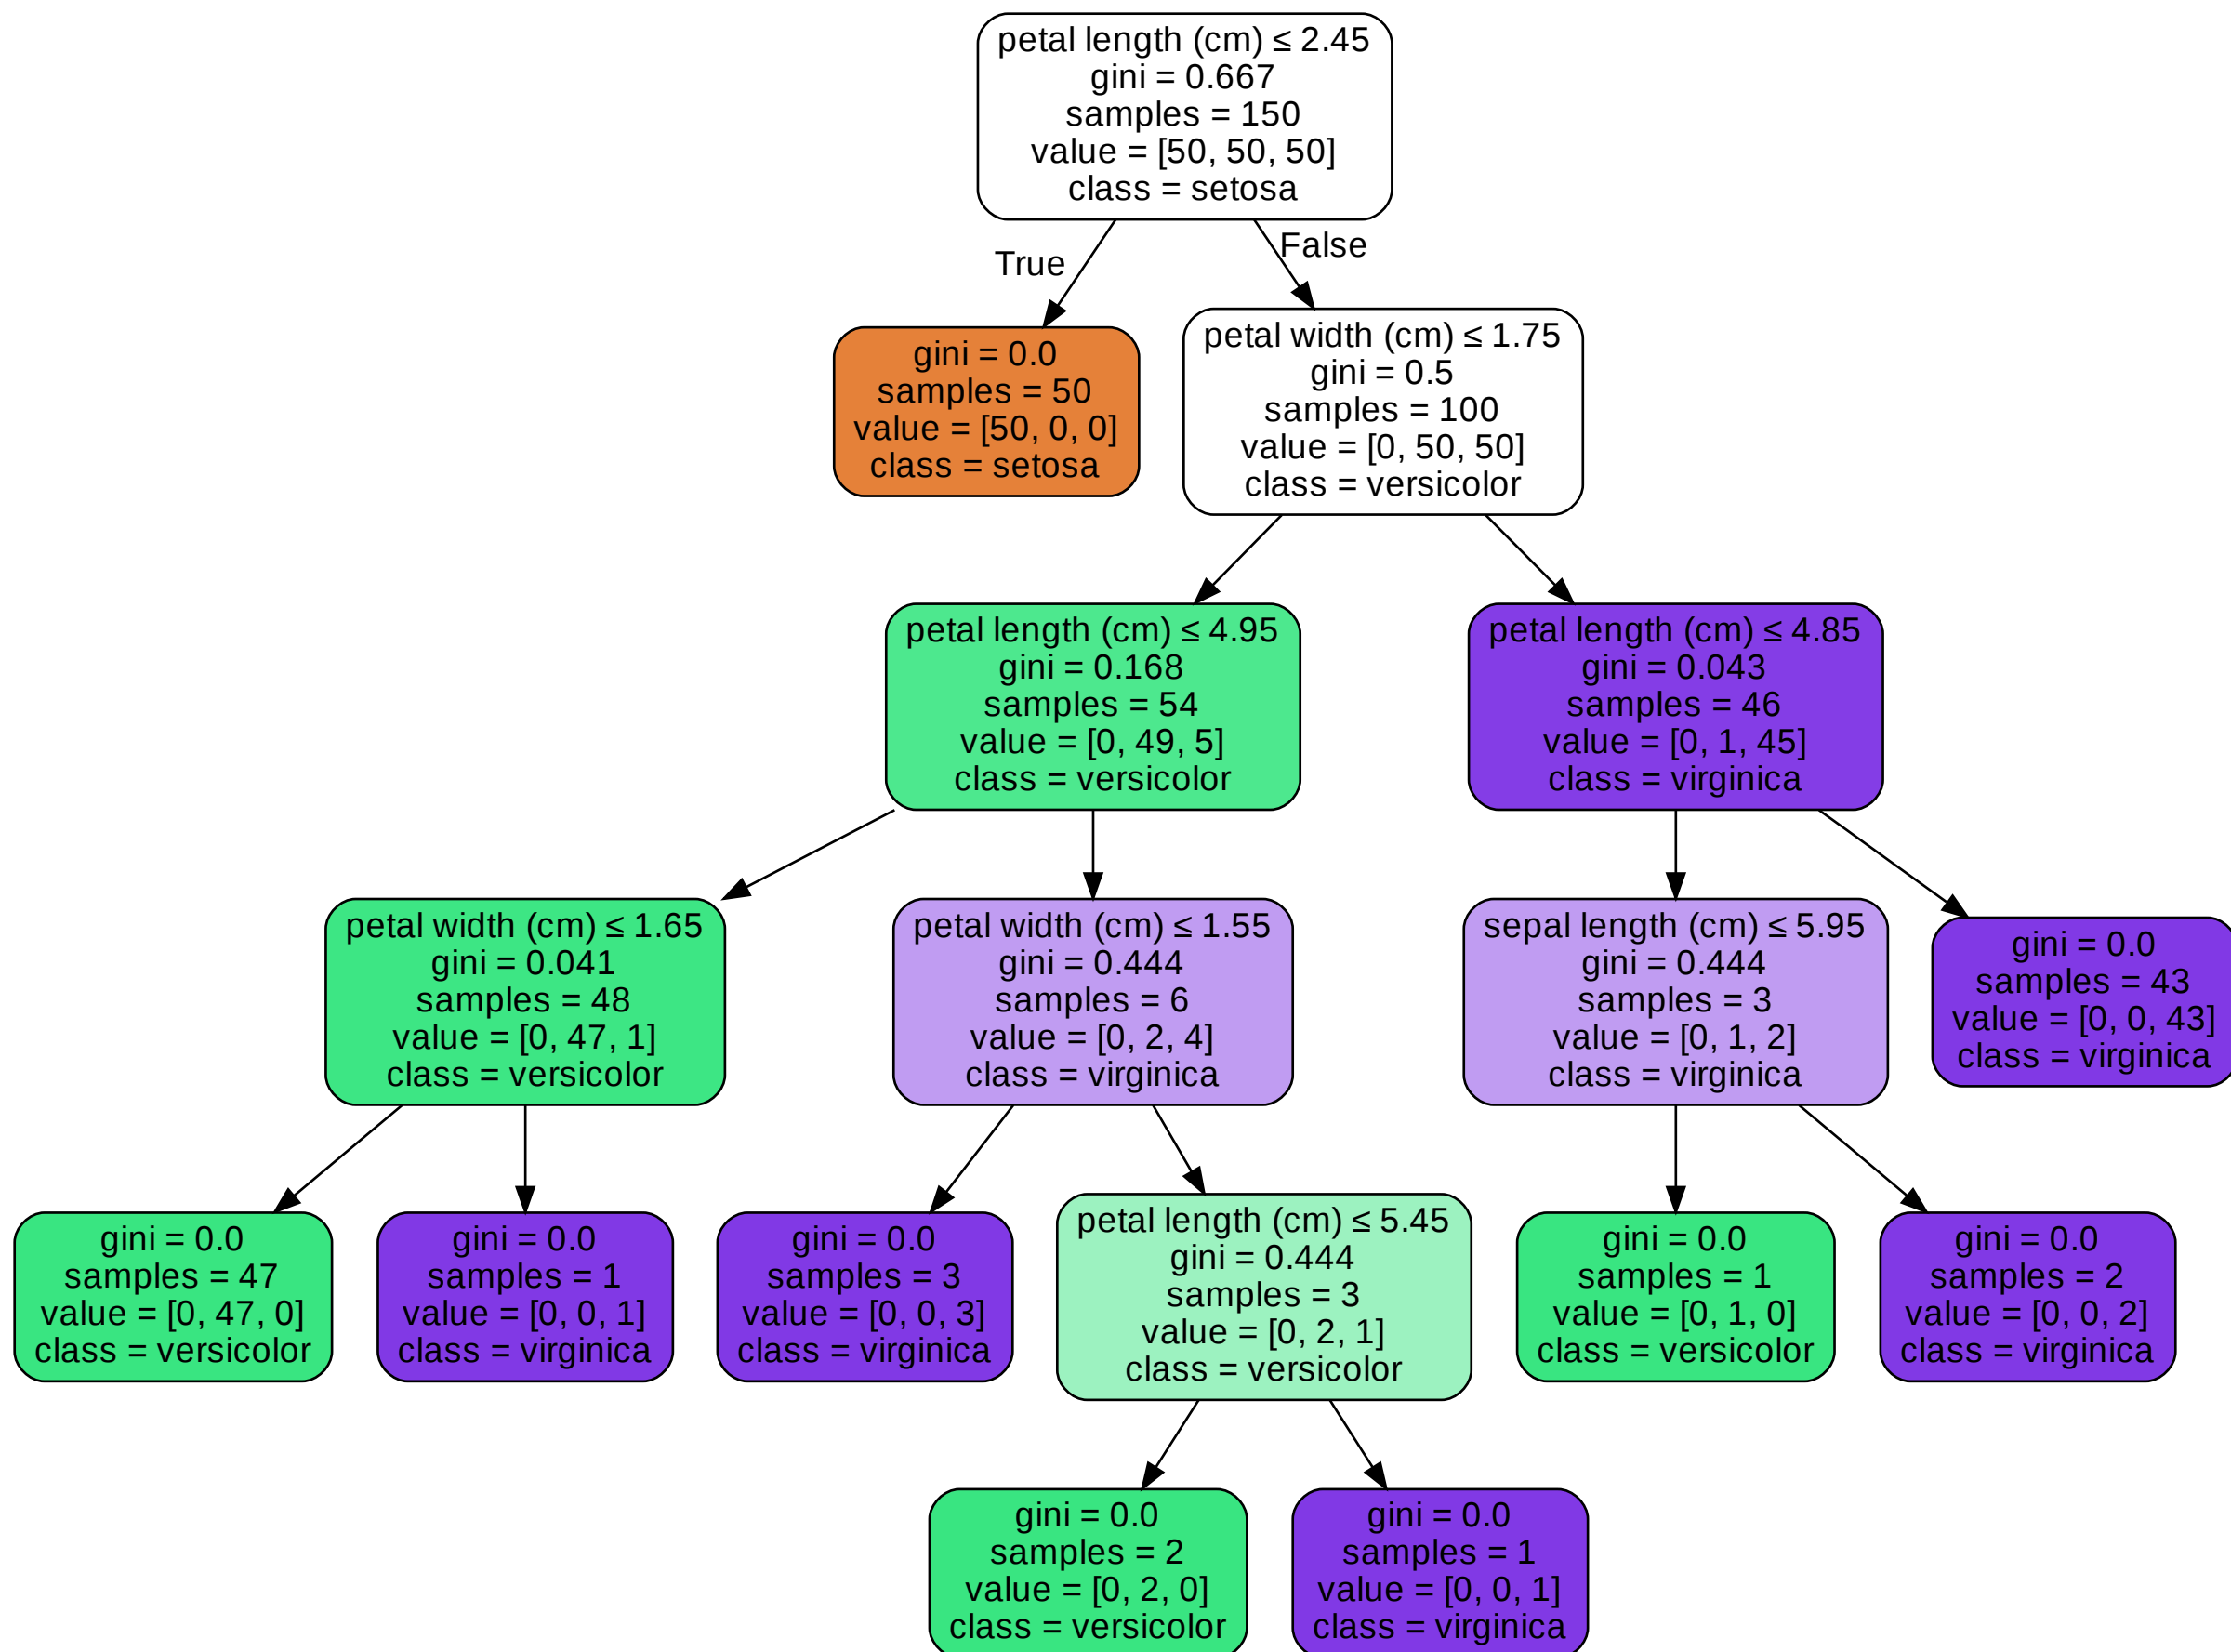 petal length (cm) ≤ 2.45
gini = 0.667
samples = 150
value = [50, 50, 50]
class = setosa
True
False
gini = 0.0
samples = 50
value = [50, 0, 0]
class = setosa
petal width (cm) ≤ 1.75
gini = 0.5
samples = 100
value = [0, 50, 50]
class = versicolor
petal length (cm) ≤ 4.95
gini = 0.168
samples = 54
value = [0, 49, 5]
class = versicolor
petal length (cm) ≤ 4.85
gini = 0.043
samples = 46
value = [0, 1, 45]
class = virginica
petal width (cm) ≤ 1.65
gini = 0.041
samples = 48
value = [0, 47, 1]
class = versicolor
petal width (cm) ≤ 1.55
gini = 0.444
samples = 6
value = [0, 2, 4]
class = virginica
sepal length (cm) ≤ 5.95
gini = 0.444
samples = 3
value = [0, 1, 2]
class = virginica
gini = 0.0
samples = 43
value = [0, 0, 43]
class = virginica
gini = 0.0
samples = 47
value = [0, 47, 0]
class = versicolor
gini = 0.0
samples = 1
value = [0, 0, 1]
class = virginica
gini = 0.0
samples = 3
value = [0, 0, 3]
class = virginica
petal length (cm) ≤ 5.45
gini = 0.444
samples = 3
value = [0, 2, 1]
class = versicolor
gini = 0.0
samples = 1
value = [0, 1, 0]
class = versicolor
gini = 0.0
samples = 2
value = [0, 0, 2]
class = virginica
gini = 0.0
samples = 2
value = [0, 2, 0]
class = versicolor
gini = 0.0
samples = 1
value = [0, 0, 1]
class = virginica